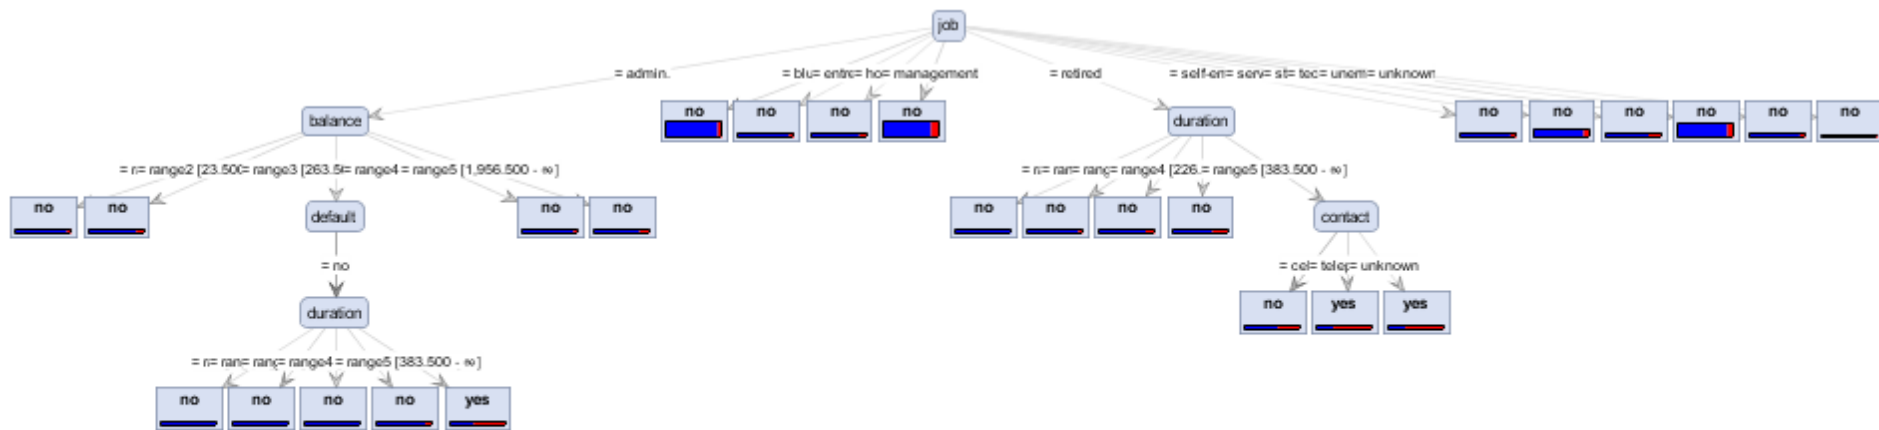 job
= admin.
= blu= entre= ho= management
= retired
= self-en= serv= st= tec= unem= unknown
balance
no
no
no
no
duration
no
no
no
no
no
no
= n= range2 [23.500= range3 [263.5(= range4 = range5 [1,956.500 - ∞]
= n= ran= rang= range4 [226.= range5 [383.500 - ∞]
no
no
default
no
no
no
no
no
no
contact
= no
= cel= telep= unknown
duration
no
yes
yes
= n= ran= rang= range4 = range5 [383.500 - ∞]
no
no
no
no
yes